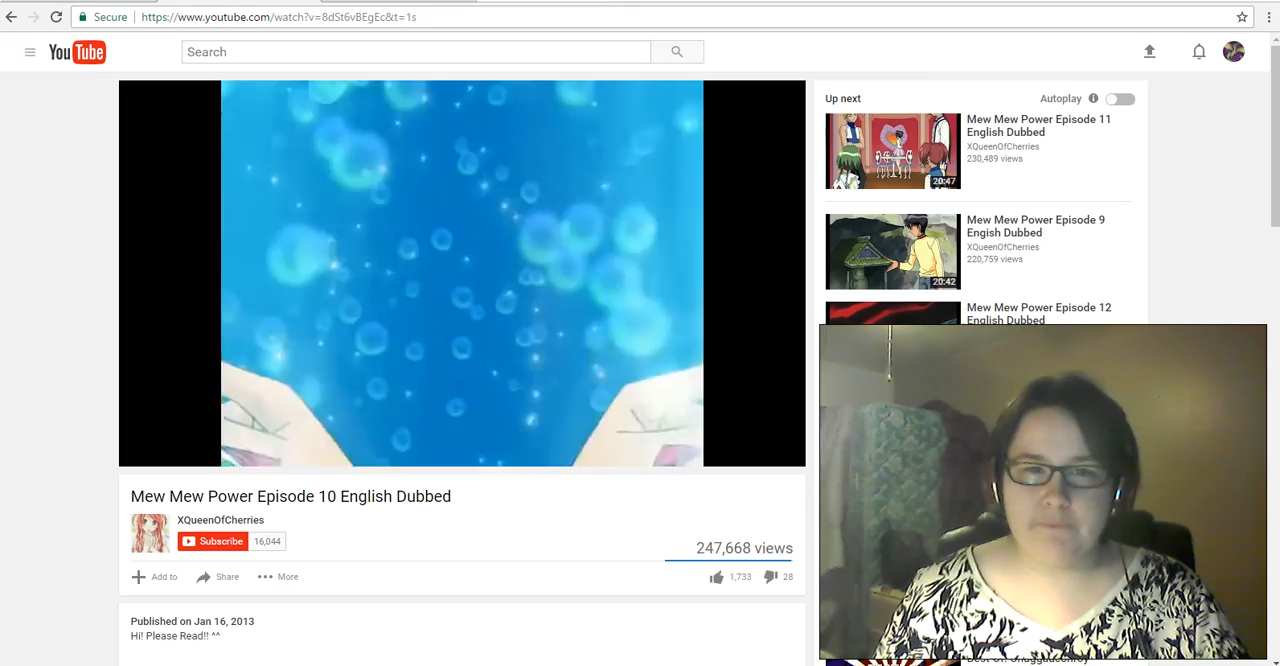 Secure https://www.youtube.com/watch?v=8dSt6vBEgEc&t=1s
YouTube
Search
Up next
Autoplay
Mew Mew Power Episode 11
English Dubbed
XQueenOfCherries
230,489 views
20:47
Mew Mew Power Episode 9
Engish Dubbed
XQueenOfCherries
220,759 views
20:42
Mew Mew Power Episode 12
English Dubbed
Mew Mew Power Episode 10 English Dubbed
XQueenOfCherries
Subscribe 16,044
247,668 views
Add to Share More
1,733 28
Published on Jan 16, 2013
Hi! Please Read!! ^^